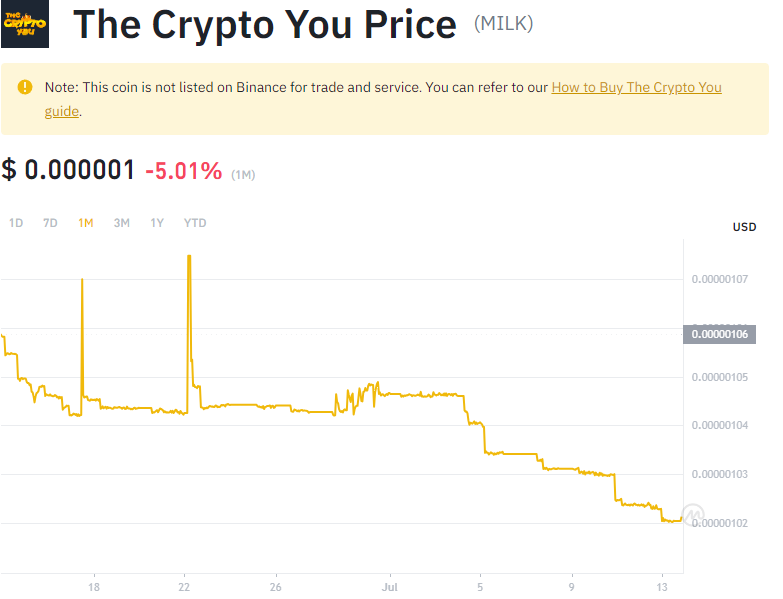 THE
CRYPTO
YOU
The Crypto You Price (MILK)
Note: This coin is not listed on Binance for trade and service. You can refer to our How to Buy The Crypto You
guide.
$ 0.000001 -5.01% (1M)
1D 7D 1M 3M 1Y YTD
USD
0.00000107
0.00000106
0.00000105
0.00000104
0.00000103
0.00000102
18 22 26 Jul 5 9 13